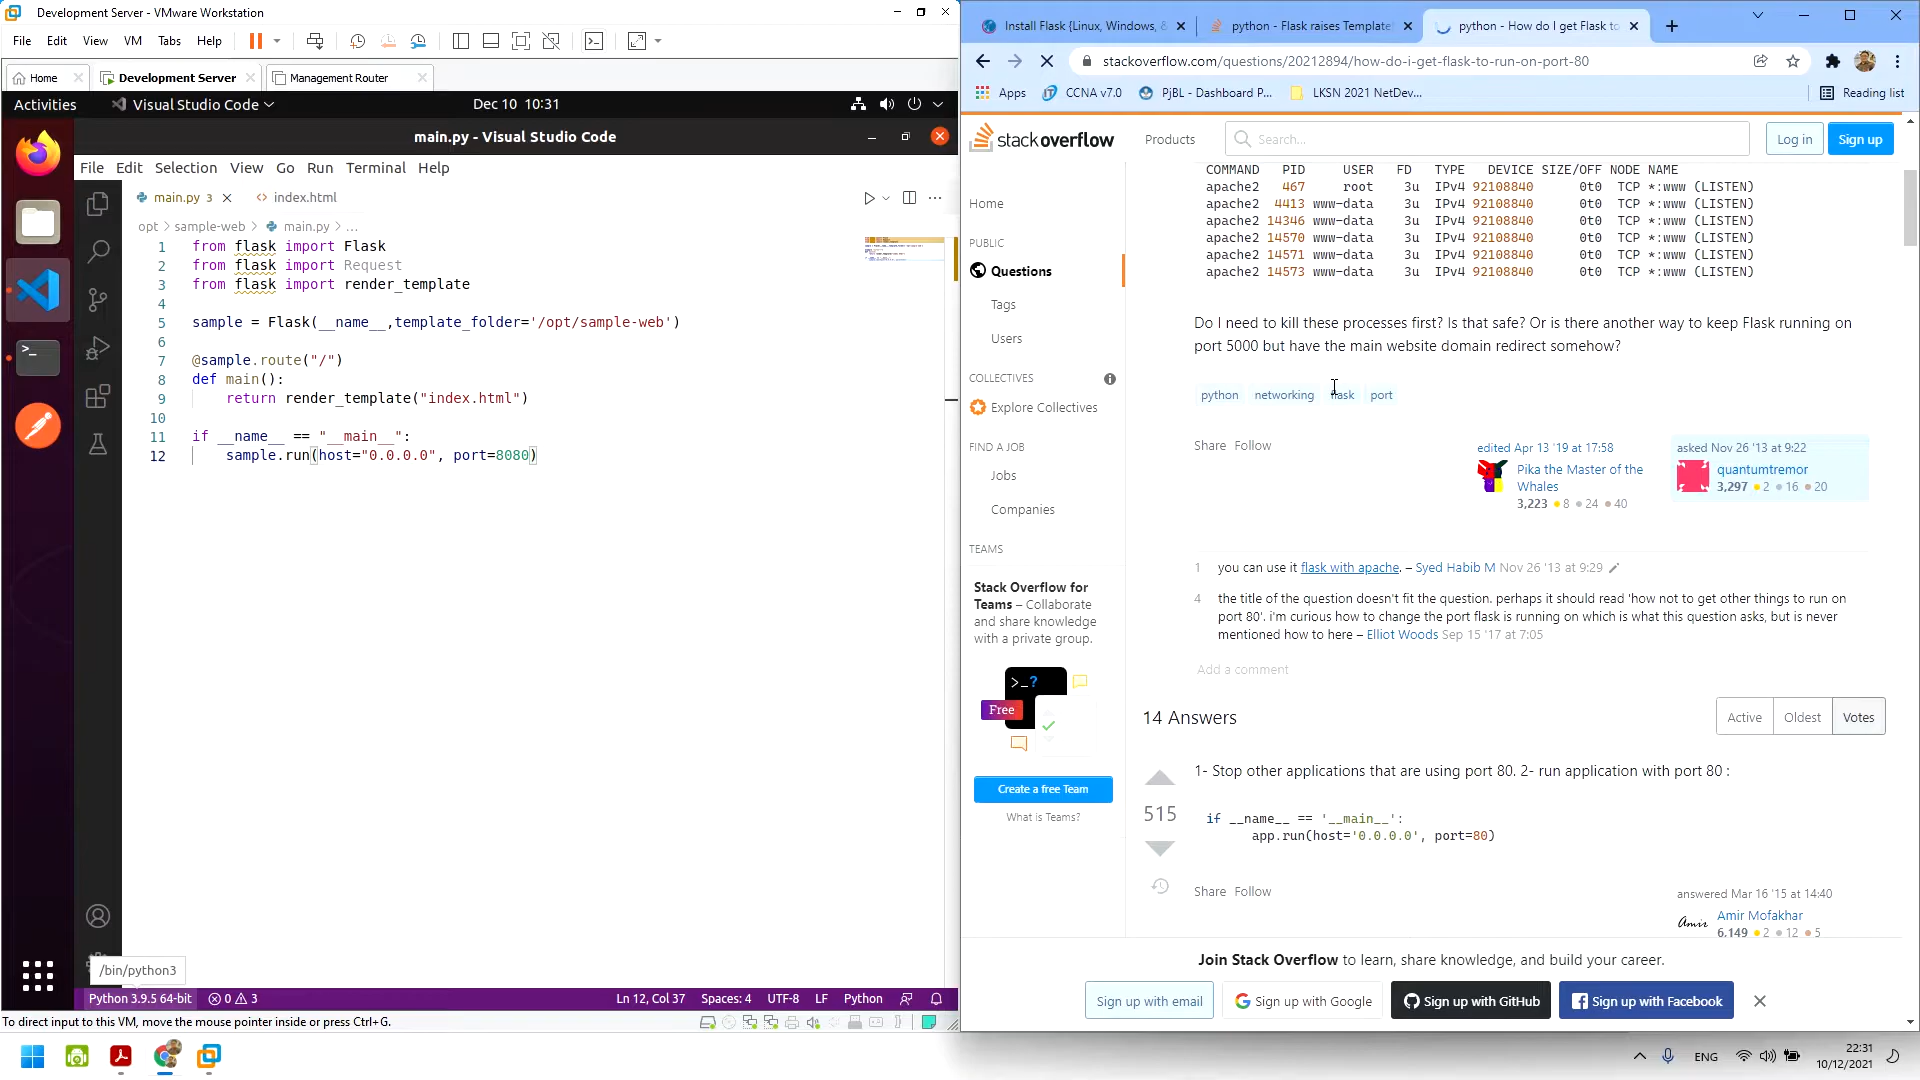 Development Server - VMware Workstation
File Edit View VM Tabs Help
Home Development Server Management Router
Activities Visual Studio Code Dec 10 10:31
main.py - Visual Studio Code
File Edit Selection View Go Run Terminal Help
main.py 3 index.html
opt > sample-web > main.py > ...
1 from flask import Flask
2 from flask import Request
3 from flask import render_template
4
5 sample = Flask(__name__,template_folder='/opt/sample-web')
6
7 @sample.route("/")
8 def main():
9 return render_template("index.html")
10
11 if __name__ == "__main__":
12 sample.run(host="0.0.0.0", port=8080)
/bin/python3
Python 3.9.5 64-bit 0 3 Ln 12, Col 37 Spaces: 4 UTF-8 LF Python
To direct input to this VM, move the mouse pointer inside or press Ctrl+G.
Install Flask {Linux, Windows, & python - Flask raises Template python - How do I get Flask to
stackoverflow.com/questions/20212894/how-do-i-get-flask-to-run-on-port-80
Apps CCNA v7.0 PjBL - Dashboard P... LKSN 2021 NetDev... Reading list
stackoverflow Products Search... Log in Sign up
Home
PUBLIC
Questions
Tags
Users
COLLECTIVES
Explore Collectives
FIND A JOB
Jobs
Companies
TEAMS
Stack Overflow for
Teams – Collaborate
and share knowledge
with a private group.
>_?
Free
Create a free Team
What is Teams?
COMMAND PID USER FD TYPE DEVICE SIZE/OFF NODE NAME
apache2 467 root 3u IPv4 92108840 0t0 TCP *:www (LISTEN)
apache2 4413 www-data 3u IPv4 92108840 0t0 TCP *:www (LISTEN)
apache2 14346 www-data 3u IPv4 92108840 0t0 TCP *:www (LISTEN)
apache2 14570 www-data 3u IPv4 92108840 0t0 TCP *:www (LISTEN)
apache2 14571 www-data 3u IPv4 92108840 0t0 TCP *:www (LISTEN)
apache2 14573 www-data 3u IPv4 92108840 0t0 TCP *:www (LISTEN)
Do I need to kill these processes first? Is that safe? Or is there another way to keep Flask running on
port 5000 but have the main website domain redirect somehow?
python networking flask port
Share Follow
edited Apr 13 '19 at 17:58
Pika the Master of the
Whales
3,223 8 24 40
asked Nov 26 '13 at 9:22
quantumtremor
3,297 2 16 20
1 you can use it flask with apache. – Syed Habib M Nov 26 '13 at 9:29
4 the title of the question doesn't fit the question. perhaps it should read 'how not to get other things to run on
port 80'. i'm curious how to change the port flask is running on which is what this question asks, but is never
mentioned how to here – Elliot Woods Sep 15 '17 at 7:05
Add a comment
14 Answers Active Oldest Votes
1- Stop other applications that are using port 80. 2- run application with port 80 :
515
if __name__ == '__main__':
app.run(host='0.0.0.0', port=80)
Share Follow
answered Mar 16 '15 at 14:40
Amir Amir Mofakhar
6,149 2 12 5
Join Stack Overflow to learn, share knowledge, and build your career.
Sign up with email Sign up with Google Sign up with GitHub Sign up with Facebook
ENG 22:31
10/12/2021